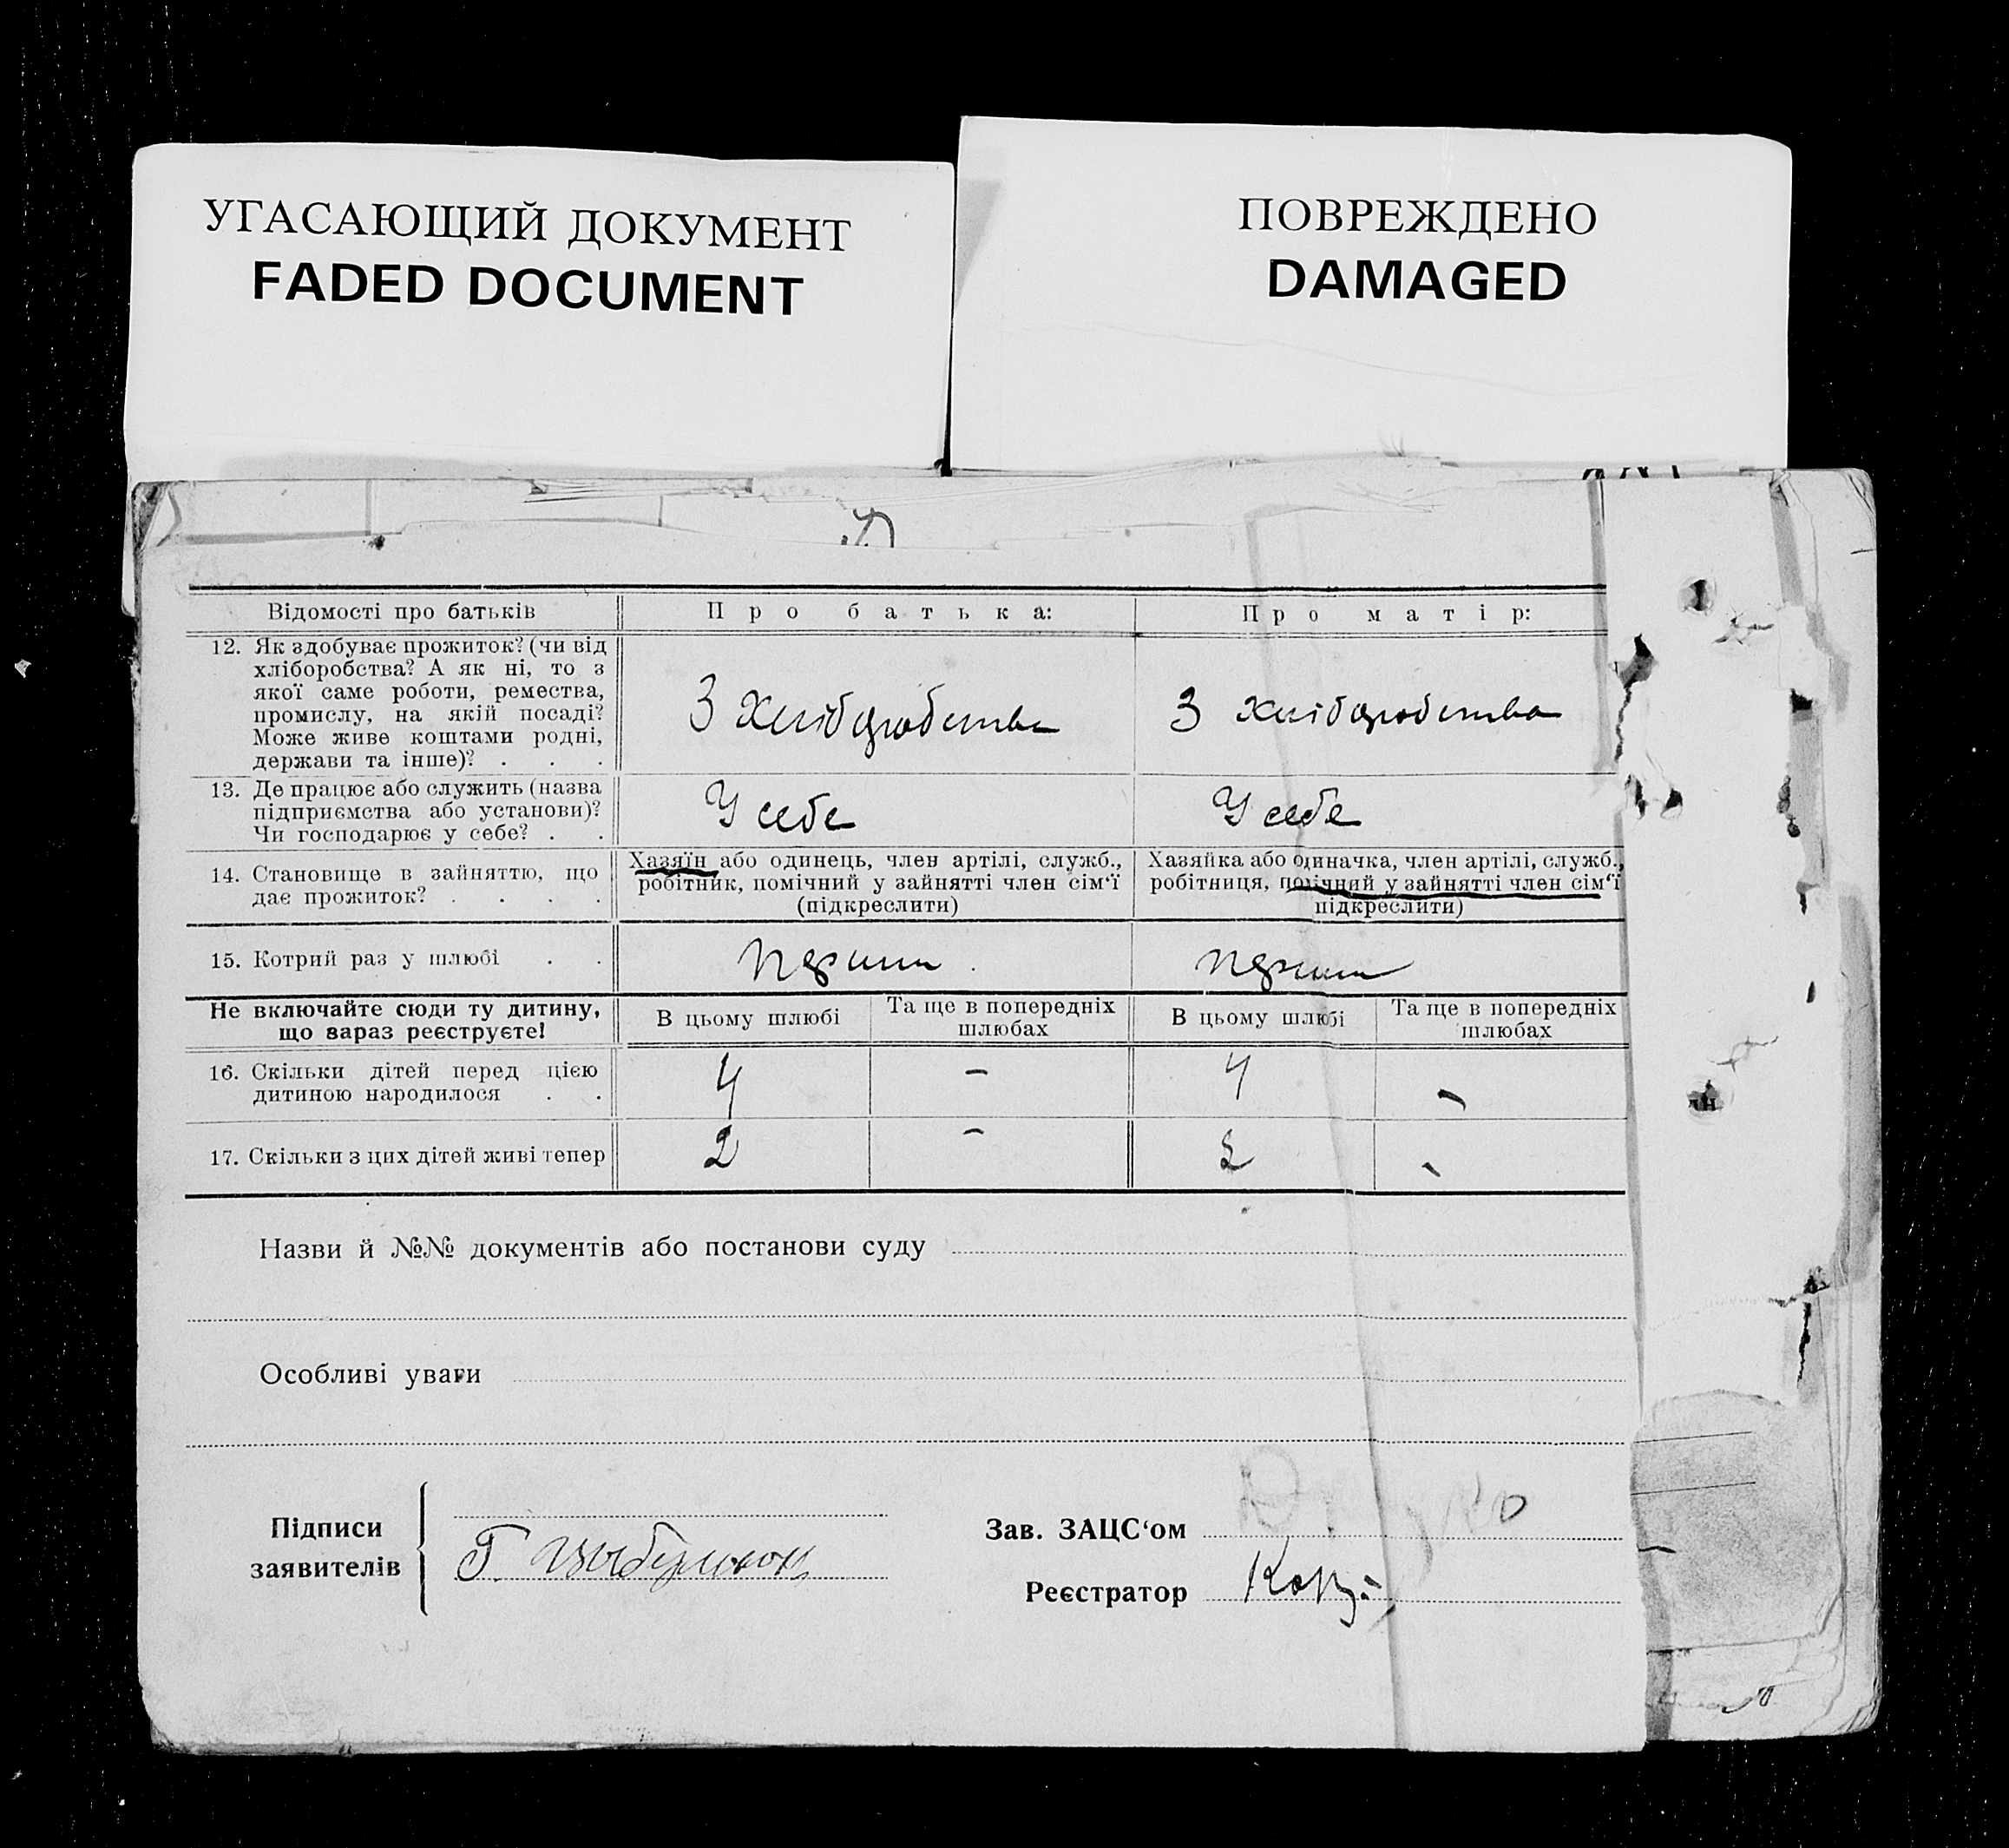 УГАСАЮЩИЙ ДОКУМЕНТ
FADED DOCUMENT
ПОВРЕЖДЕНО
DAMAGED
Відомості про батьків
Про батька:
Про матір:
12. Як здобуває прожиток? (чи від
хліборобства? А як ні, то з
якої саме роботи, ремества,
промислу, на якій посаді?
Може живе коштами родні,
держави та інше)? . . .
З хліборобства
З хліборобства
13. Де працює або служить (назва
підприємства або установи)?
Чи господарює у себе? . .
У себе
У себе
14. Становище в зайняттю, що
дає прожиток? . . . .
Хазяїн або одинець, член артілі, служб.,
робітник, помічний у зайнятті член сім'ї
(підкреслити)
Хазяйка або одиначка, член артілі, служб.,
робітниця, помічний у зайнятті член сім'ї
підкреслити)
15. Котрий раз у шлюбі . .
Не включайте сюди ту дитину,
що вараз реєструєте!
В цьому шлюбі
Та ще в попередніх
шлюбах
В цьому шлюбі
Та ще в попередніх
шлюбах
16. Скільки дітей перед цією
дитиною народилося . .
4
-
4
-
17. Скільки з цих дітей живі тепер
2
-
2
-
Назви й №№ документів або постанови суду
Особливі уваги
Підписи
заявителів
Г.
Зав. ЗАЦС'ом
Реєстратор